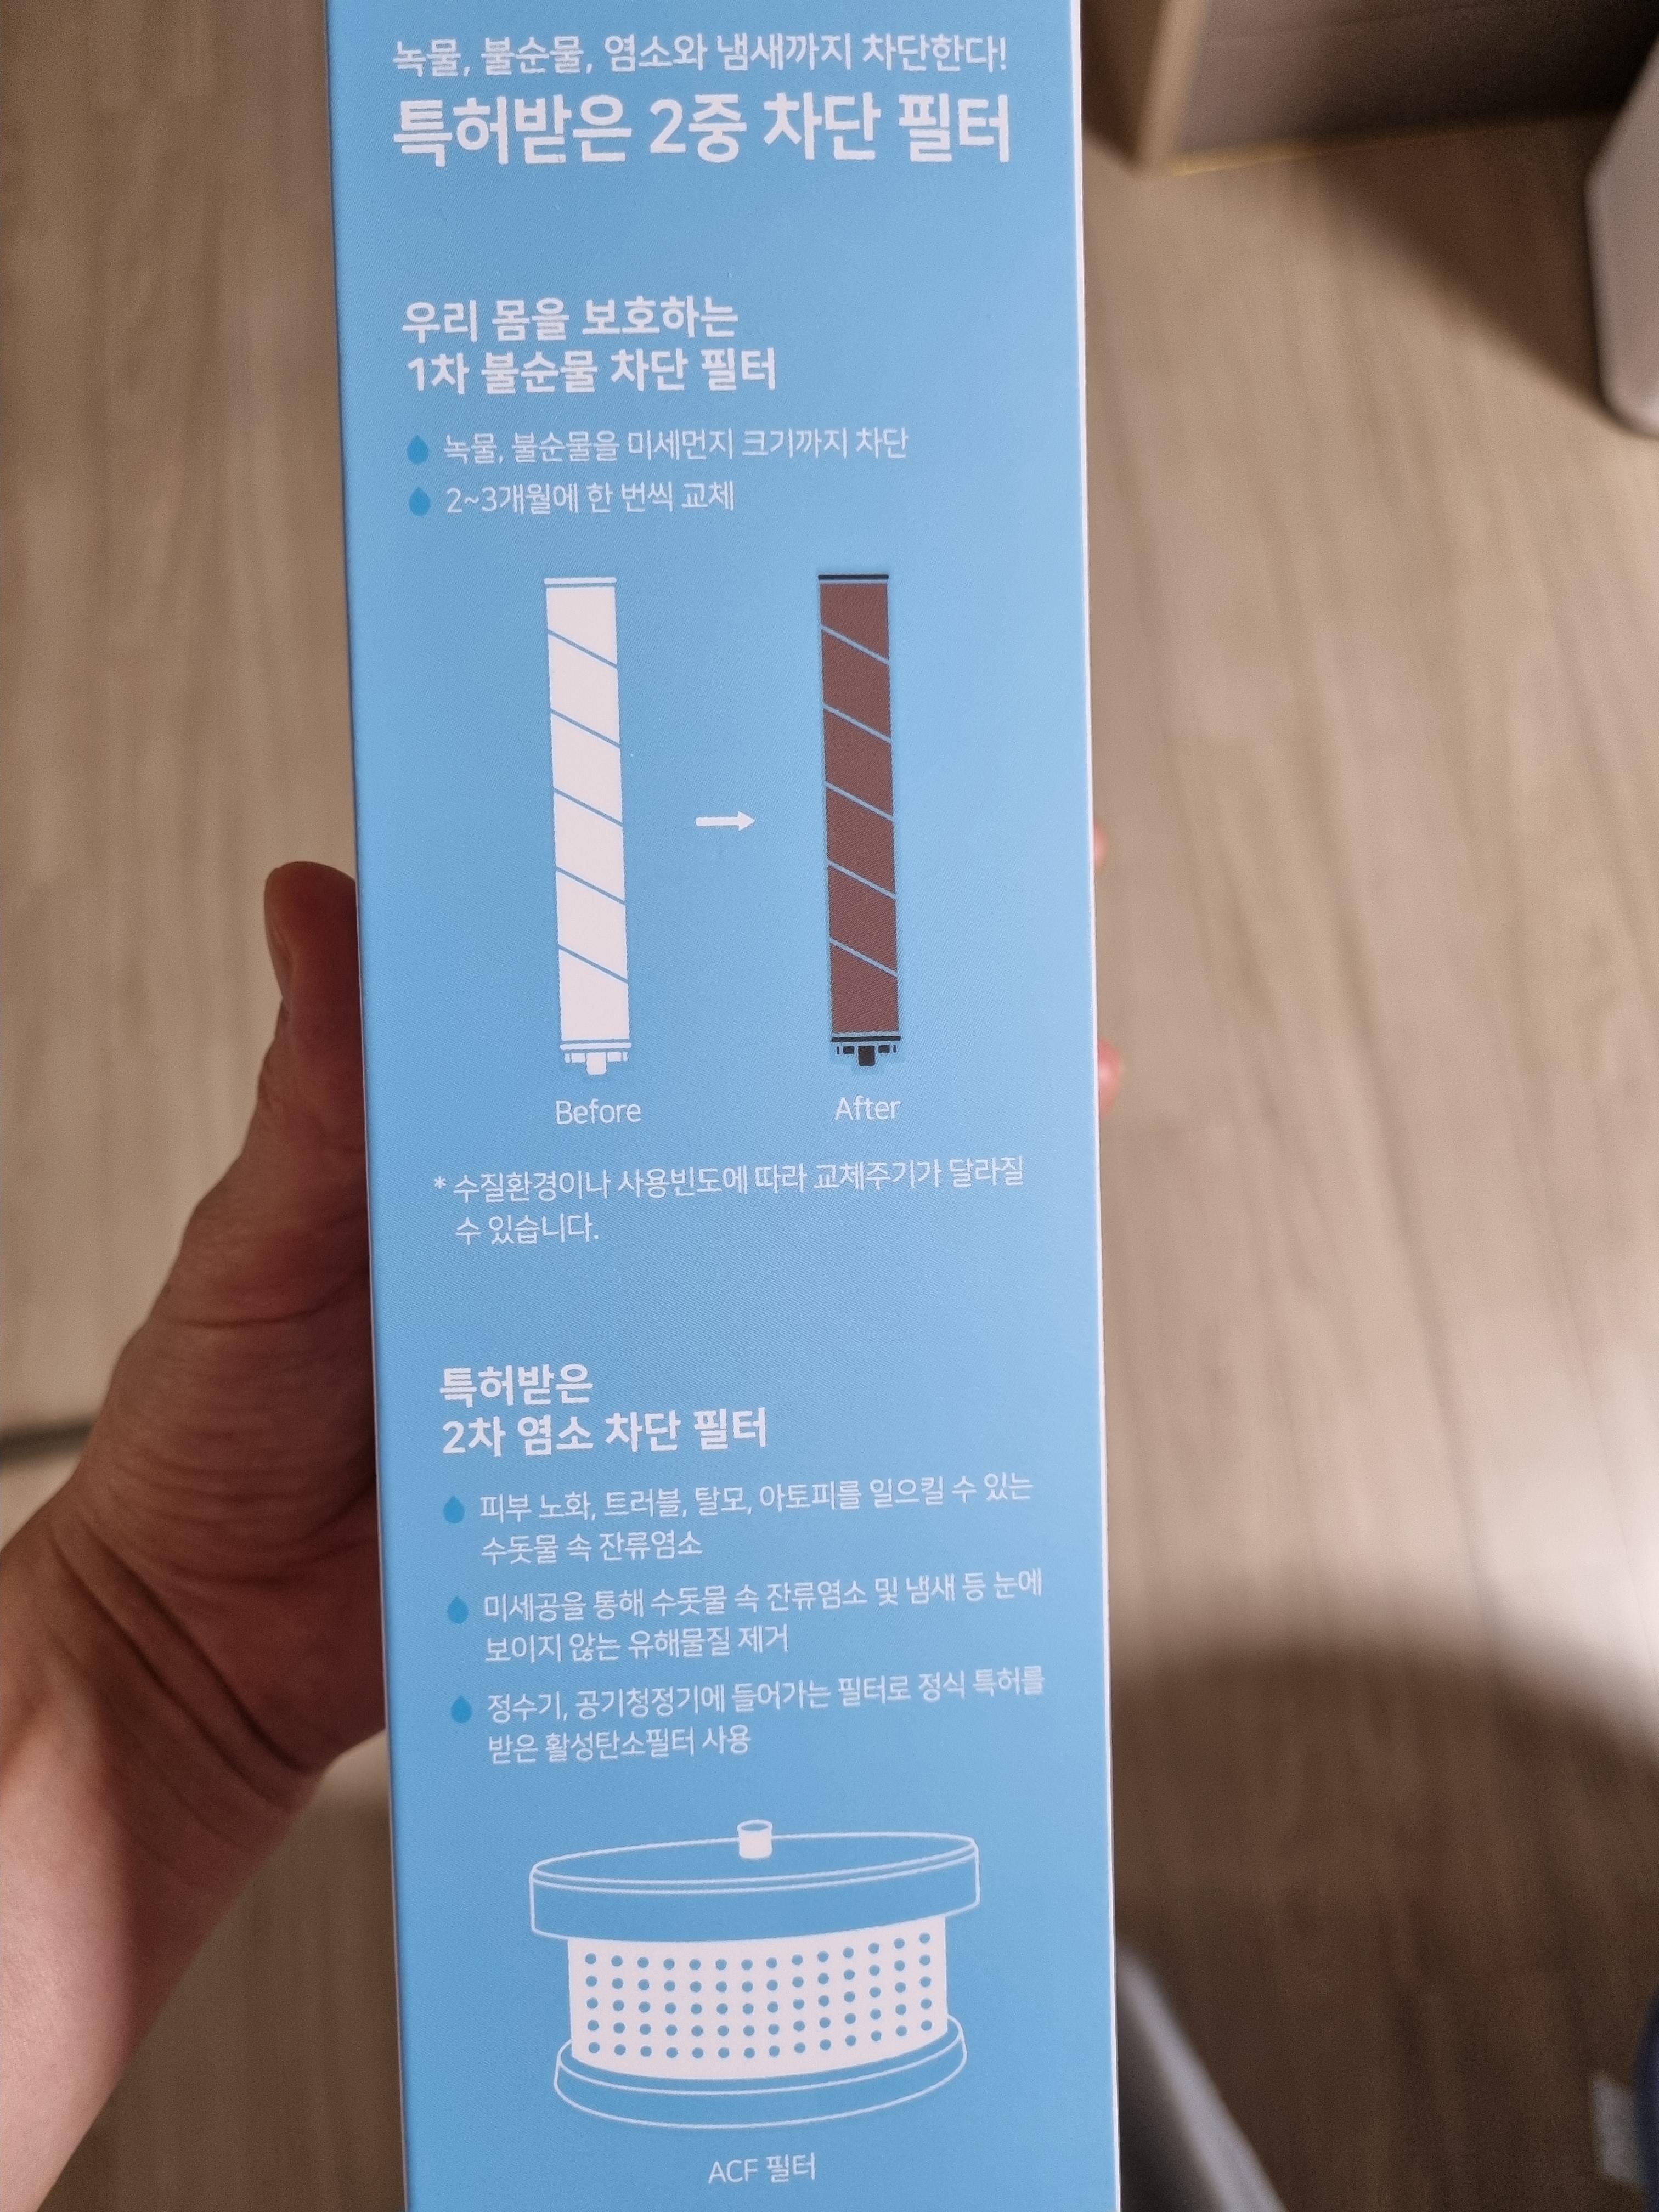 녹물, 불순물, 염소와 냄새까지 차단한다!
특허받은 2중 차단 필터
우리 몸을 보호하는
1차 불순물 차단 필터
녹물, 불순물을 미세먼지 크기까지 차단
2~3개월에 한 번씩 교체
Before
After
* 수질환경이나 사용빈도에 따라 교체주기가 달라질
수 있습니다.
특허받은
2차 염소 차단 필터
피부 노화, 트러블, 탈모, 아토피를 일으킬 수 있는
수돗물 속 잔류염소
미세공을 통해 수돗물 속 잔류염소 및 냄새 등 눈에
보이지 않는 유해물질 제거
정수기, 공기청정기에 들어가는 필터로 정식 특허를
받은 활성탄소필터 사용
ACF 필터